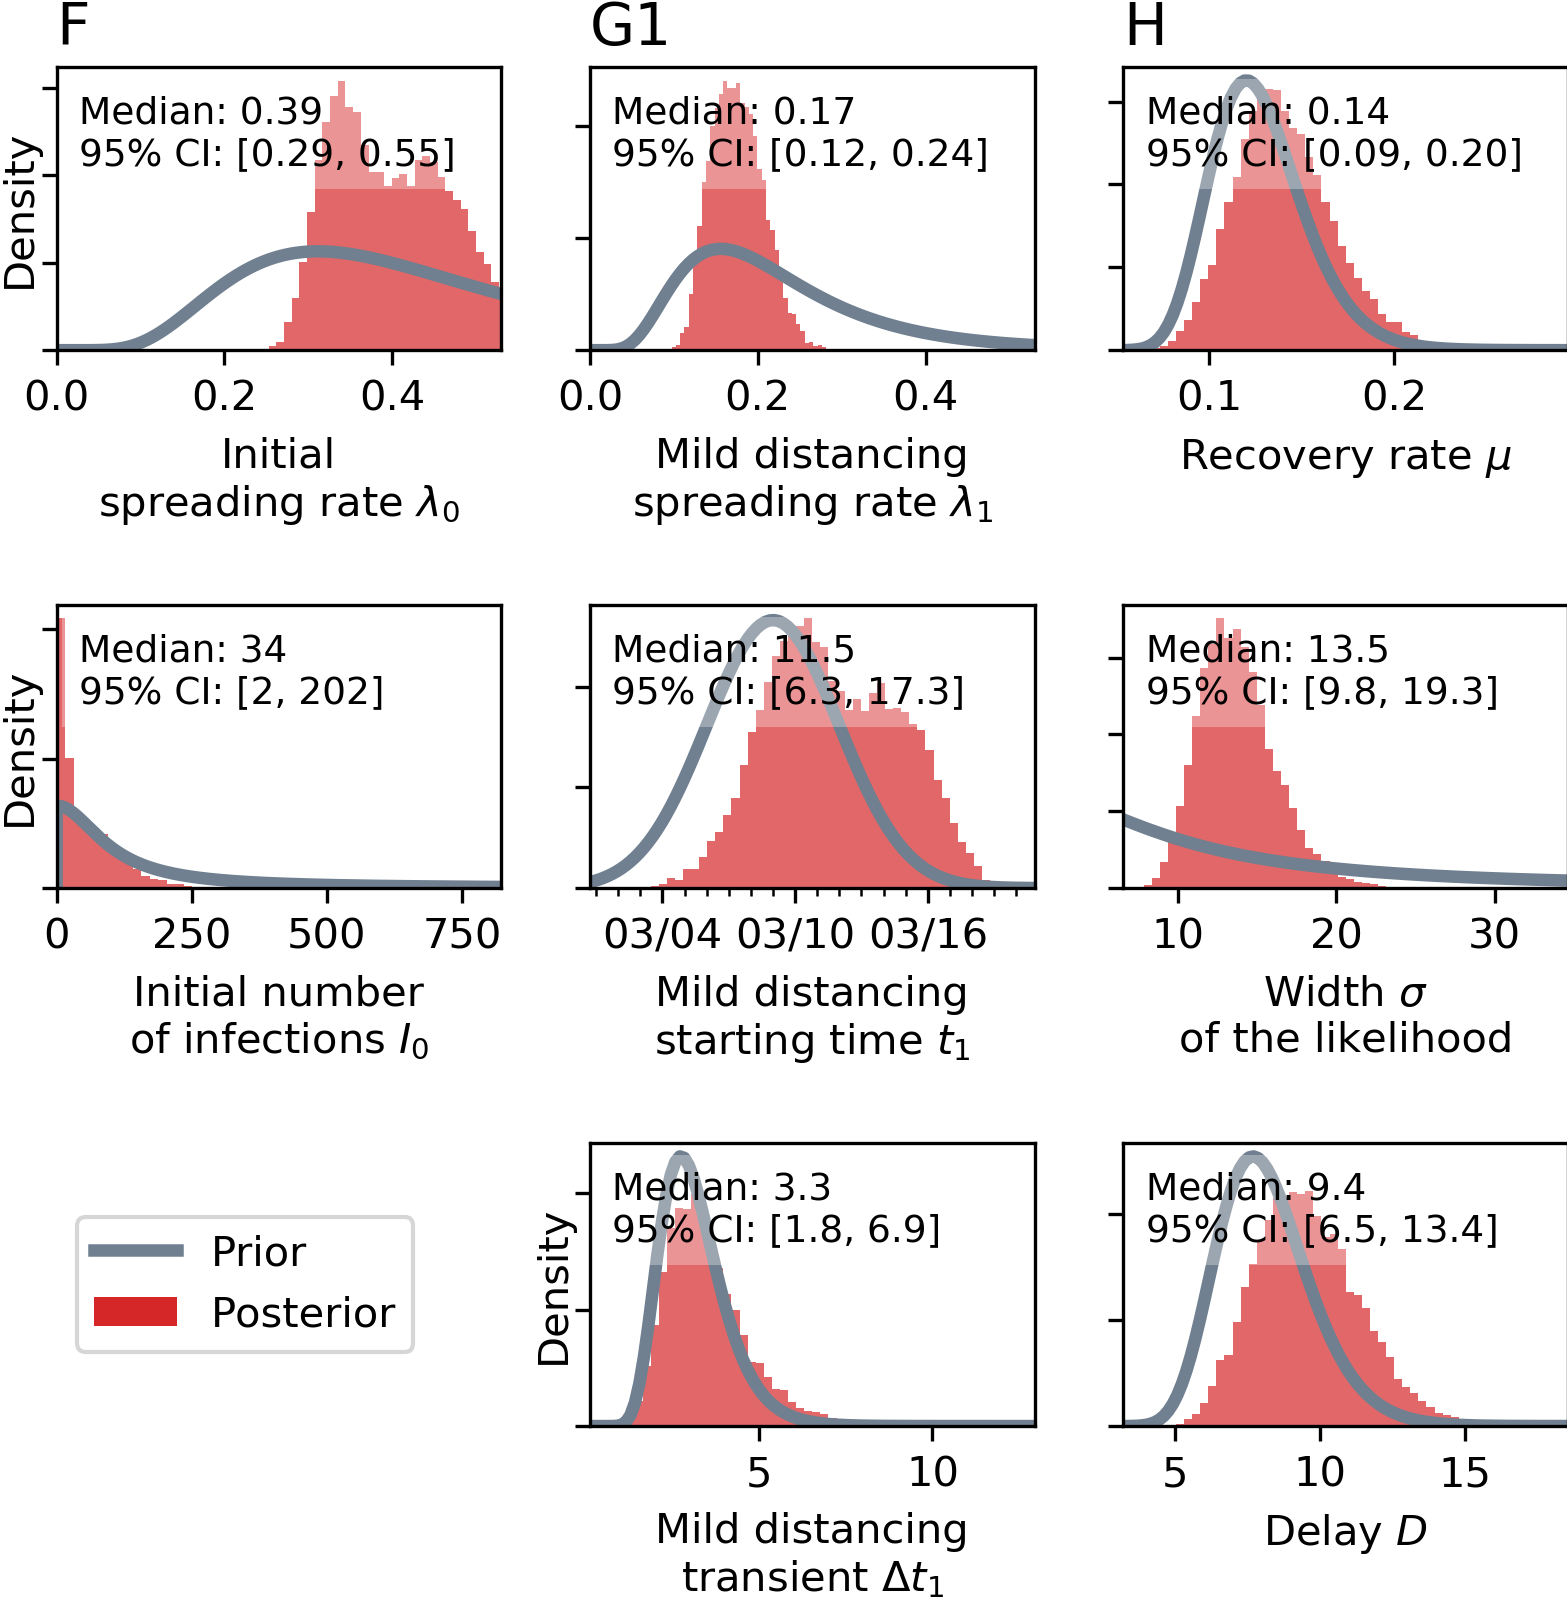 F
G1
H
Density
Median: 0.39
95% CI: [0.29, 0.55]
0.0
0.2
0.4
Initial
spreading rate λ0
Median: 0.17
95% CI: [0.12, 0.24]
0.0
0.2
0.4
Mild distancing
spreading rate λ1
Median: 0.14
95% CI: [0.09, 0.20]
0.1
0.2
Recovery rate μ
Density
Median: 34
95% CI: [2, 202]
0
250
500
750
Initial number
of infections I0
Median: 11.5
95% CI: [6.3, 17.3]
03/04
03/10
03/16
Mild distancing
starting time t1
Median: 13.5
95% CI: [9.8, 19.3]
10
20
30
Width σ
of the likelihood
Prior
Posterior
Density
Median: 3.3
95% CI: [1.8, 6.9]
5
10
Mild distancing
transient Δt1
Median: 9.4
95% CI: [6.5, 13.4]
5
10
15
Delay D